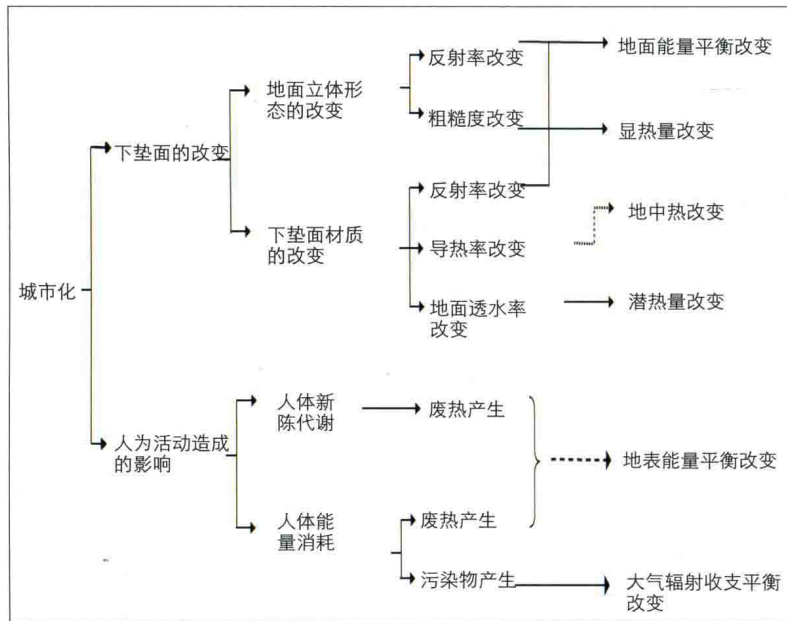 城市化
下垫面的改变
地面立体形
态的改变
反射率改变
地面能量平衡改变
粗糙度改变
显热量改变
下垫面材质
的改变
反射率改变
导热率改变
地中热改变
地面透水率
改变
潜热量改变
人为活动造成
的影响
人体新
陈代谢
废热产生
地表能量平衡改变
人体能
量消耗
废热产生
污染物产生
大气辐射收支平衡
改变